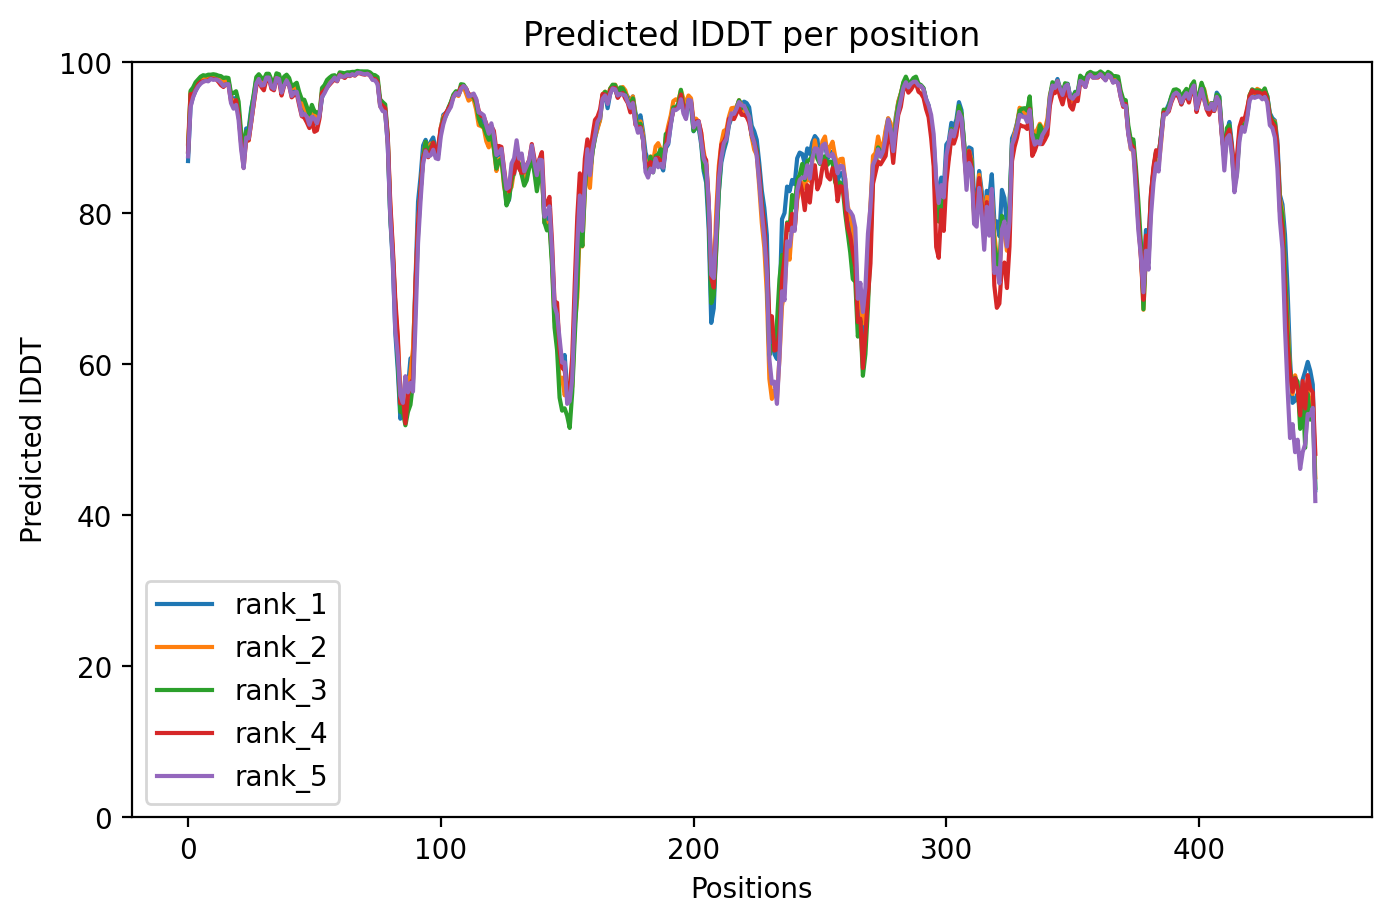 Predicted lDDT per position
100
80
60
40
20
0
Predicted lDDT
rank_1
rank_2
rank_3
rank_4
rank_5
0 100 200 300 400
Positions